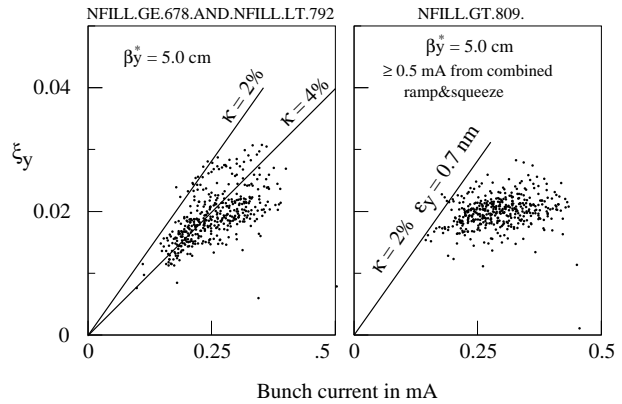 NFILL.GE.678.AND.NFILL.LT.792
NFILL.GT.809.
β*y = 5.0 cm
β*y = 5.0 cm
≥ 0.5 mA from combined
ramp&squeeze
0.04
κ = 2%
κ = 4%
ξy
0.02
κ = 2%
εy = 0.7 nm
0
0
0.25
.5
0
0.25
0.5
Bunch current in mA